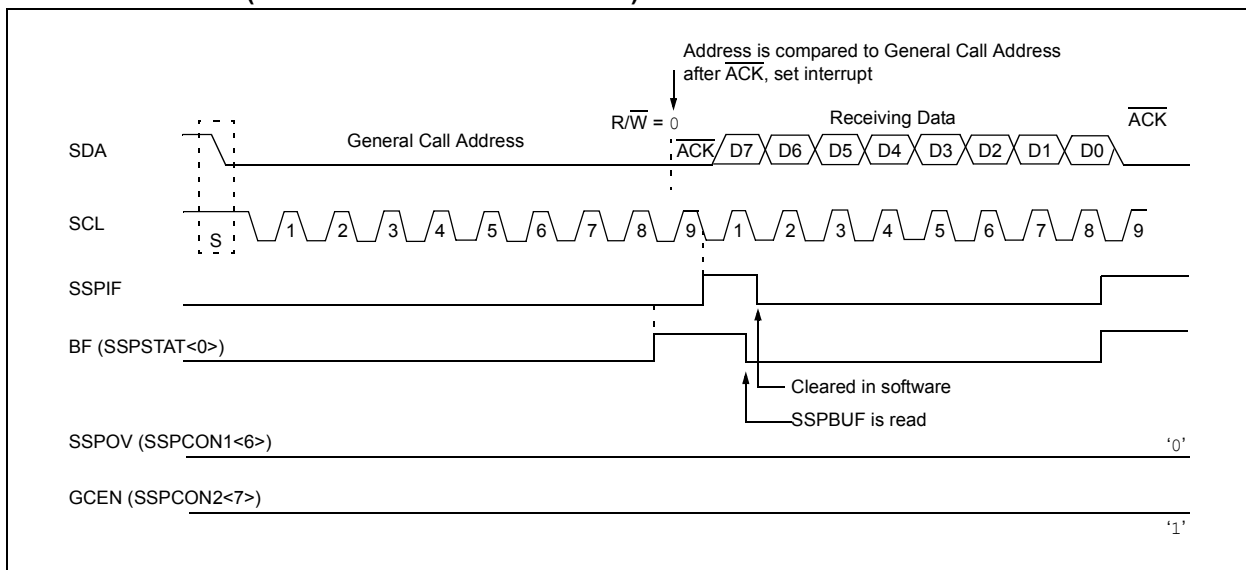 Address is compared to General Call Address
after ACK, set interrupt
R/W = 0
Receiving Data
ACK
SDA
General Call Address
ACK D7 D6 D5 D4 D3 D2 D1 D0
SCL
S
1 2 3 4 5 6 7 8 9 1 2 3 4 5 6 7 8 9
SSPIF
BF (SSPSTAT<0>)
Cleared in software
SSPBUF is read
SSPOV (SSPCON1<6>)
‘0’
GCEN (SSPCON2<7>)
‘1’